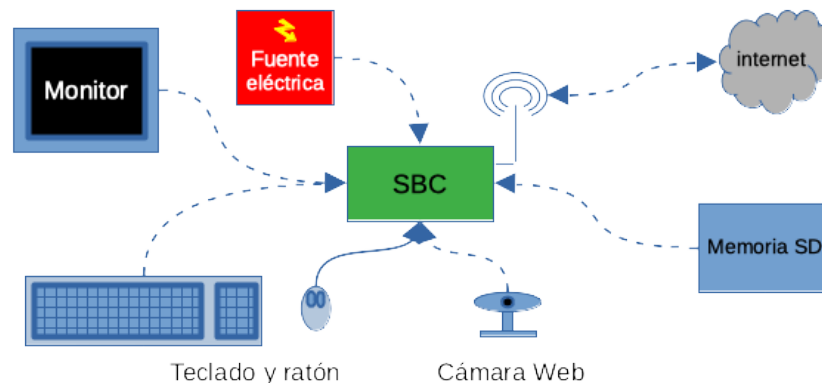 Monitor
Fuente
eléctrica
internet
SBC
Memoria SD
Teclado y ratón
Cámara Web